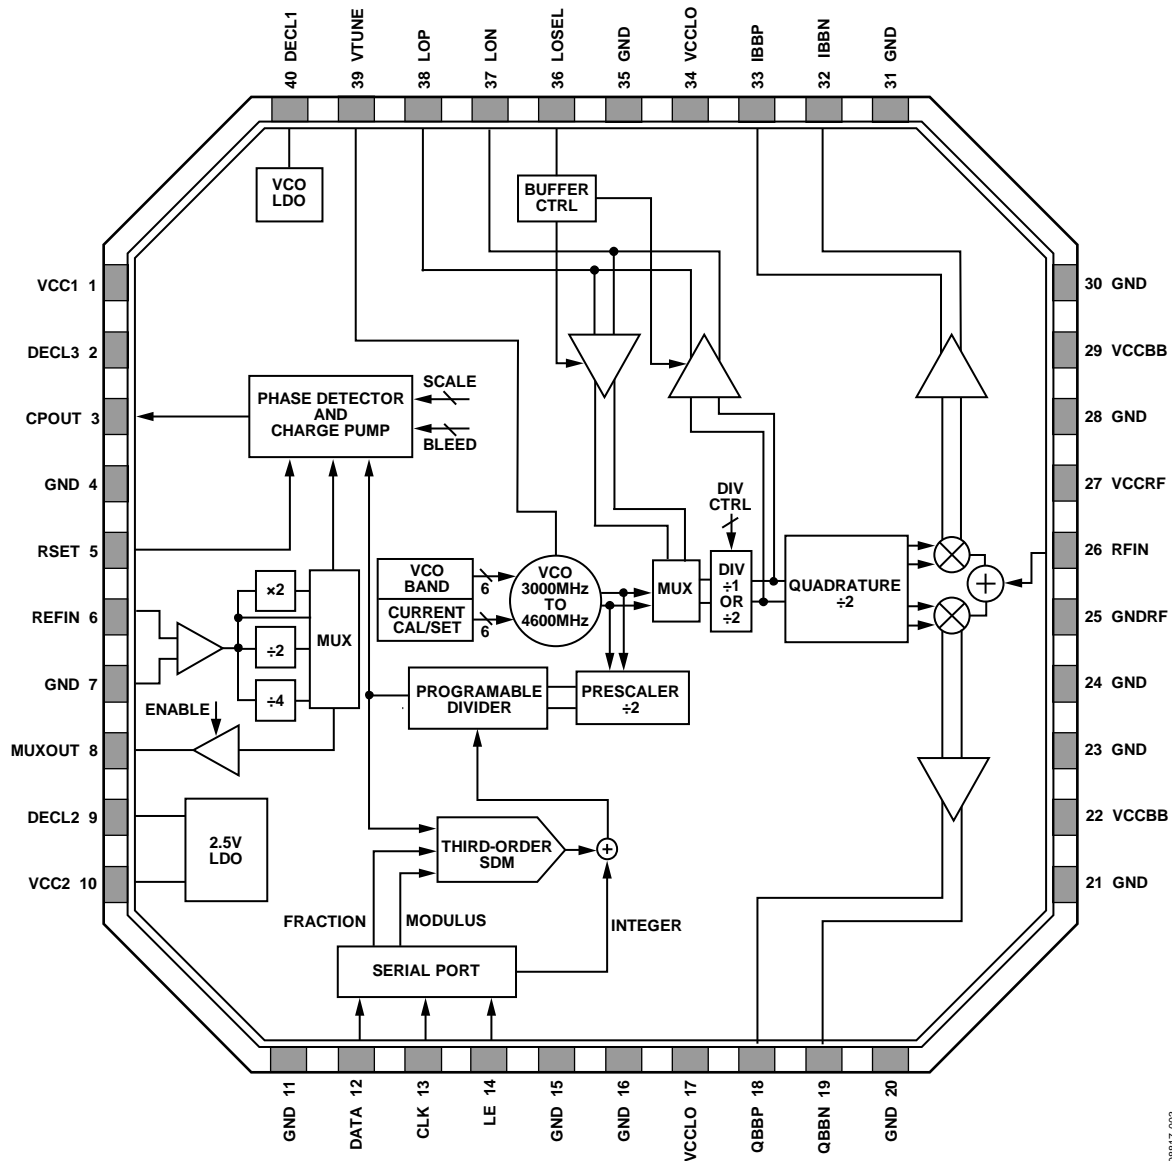 40 DECL1
39 VTUNE
38 LOP
37 LON
36 LOSEL
35 GND
34 VCCLO
33 IBBP
32 IBBN
31 GND
VCO
LDO
BUFFER
CTRL
VCC1 1
DECL3 2
CPOUT 3
GND 4
RSET 5
REFIN 6
GND 7
MUXOUT 8
DECL2 9
VCC2 10
30 GND
29 VCCBB
28 GND
27 VCCRF
26 RFIN
25 GNDRF
24 GND
23 GND
22 VCCBB
21 GND
PHASE DETECTOR
AND
CHARGE PUMP
SCALE
BLEED
DIV
CTRL
VCO
BAND
6
CURRENT
CAL/SET
6
VCO
3000MHz
TO
4600MHz
MUX
DIV
÷1
OR
÷2
QUADRATURE
÷2
×2
÷2
÷4
MUX
ENABLE
PROGRAMABLE
DIVIDER
PRESCALER
÷2
2.5V
LDO
THIRD-ORDER
SDM
+
+
FRACTION
MODULUS
INTEGER
SERIAL PORT
GND 11
DATA 12
CLK 13
LE 14
GND 15
GND 16
VCCLO 17
QBBP 18
QBBN 19
GND 20